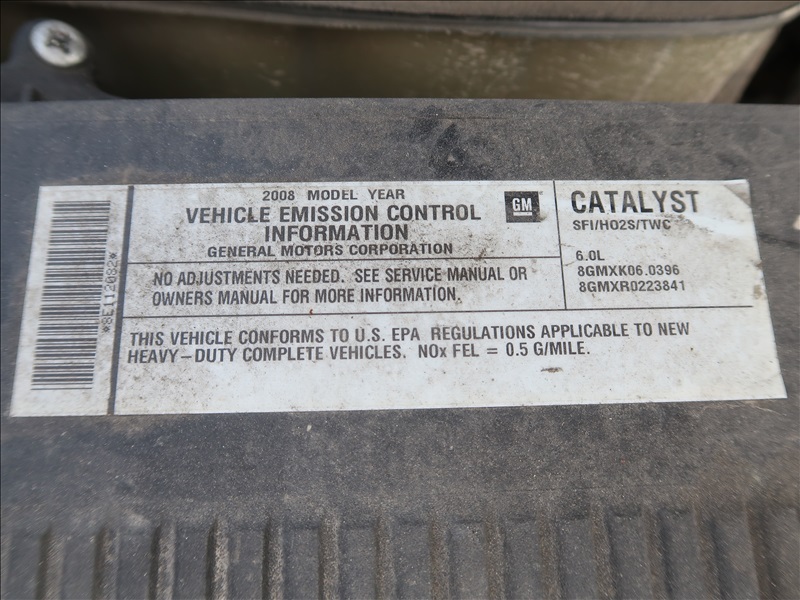 2008 MODEL YEAR
VEHICLE EMISSION CONTROL
INFORMATION
GENERAL MOTORS CORPORATION
GM
NO ADJUSTMENTS NEEDED. SEE SERVICE MANUAL OR
OWNERS MANUAL FOR MORE INFORMATION.
CATALYST
SFI/HO2S/TWC
6.0L
8GMXK06.0396
8GMXR0223841
THIS VEHICLE CONFORMS TO U.S. EPA REGULATIONS APPLICABLE TO NEW
HEAVY-DUTY COMPLETE VEHICLES. NOx FEL = 0.5 G/MILE.